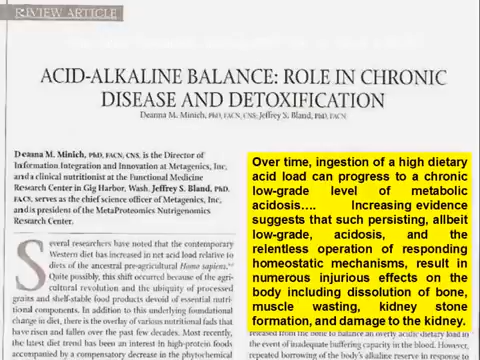 REVIEW ARTICLE
ACID-ALKALINE BALANCE: ROLE IN CHRONIC
DISEASE AND DETOXIFICATION
Deanna M. Minich, PhD, FACN, CNS; Jeffrey S. Bland, PhD, FACN
Deanna M. Minich, PhD, FACN, CNS, is the Director of
Information Integration and Innovation at Metagenics, Inc,
and a clinical nutritionist at the Functional Medicine
Research Center in Gig Harbor, Wash. Jeffrey S. Bland, PhD,
FACN, serves as the chief science officer of Metagenics, Inc,
and is president of the MetaProteomics Nutrigenomics
Research Center.
Several researchers have noted that the contemporary
Western diet has increased in net acid load relative to
diets of the ancestral pre-agricultural Homo sapiens.
Quite possibly, this shift occurred because of the agri-
cultural revolution and the ubiquity of processed
grains and shelf-stable food products devoid of essential nutri-
tional components. In addition to this underlying foundational
change in diet, there is the overlay of various nutritional fads that
have risen and fallen over the past few decades. Most recently,
the latest diet trend has been an interest in high-protein foods
accompanied by a compensatory decrease in the phytochemical
Over time, ingestion of a high dietary
acid load can progress to a chronic
low-grade level of metabolic
acidosis…. Increasing evidence
suggests that such persisting, allbeit
low-grade, acidosis, and the
relentless operation of responding
homeostatic mechanisms, result in
numerous injurious effects on the
body including dissolution of bone,
muscle wasting, kidney stone
formation, and damage to the kidney.
from the bone to balance an overly acidic dietary load in
the event of inadequate buffering capacity in the blood. However,
repeated borrowing of the body's alkaline reserve in response to